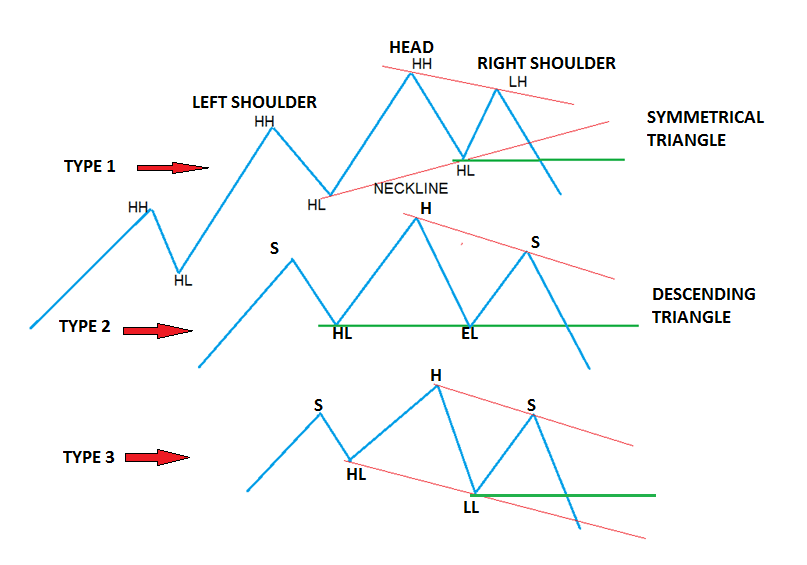 HEAD
HH
RIGHT SHOULDER
LH
LEFT SHOULDER
HH
SYMMETRICAL
TRIANGLE
TYPE 1
HL
NECKLINE
HL
HH
H
S
S
HL
DESCENDING
TRIANGLE
TYPE 2
HL
EL
H
S
S
TYPE 3
HL
LL